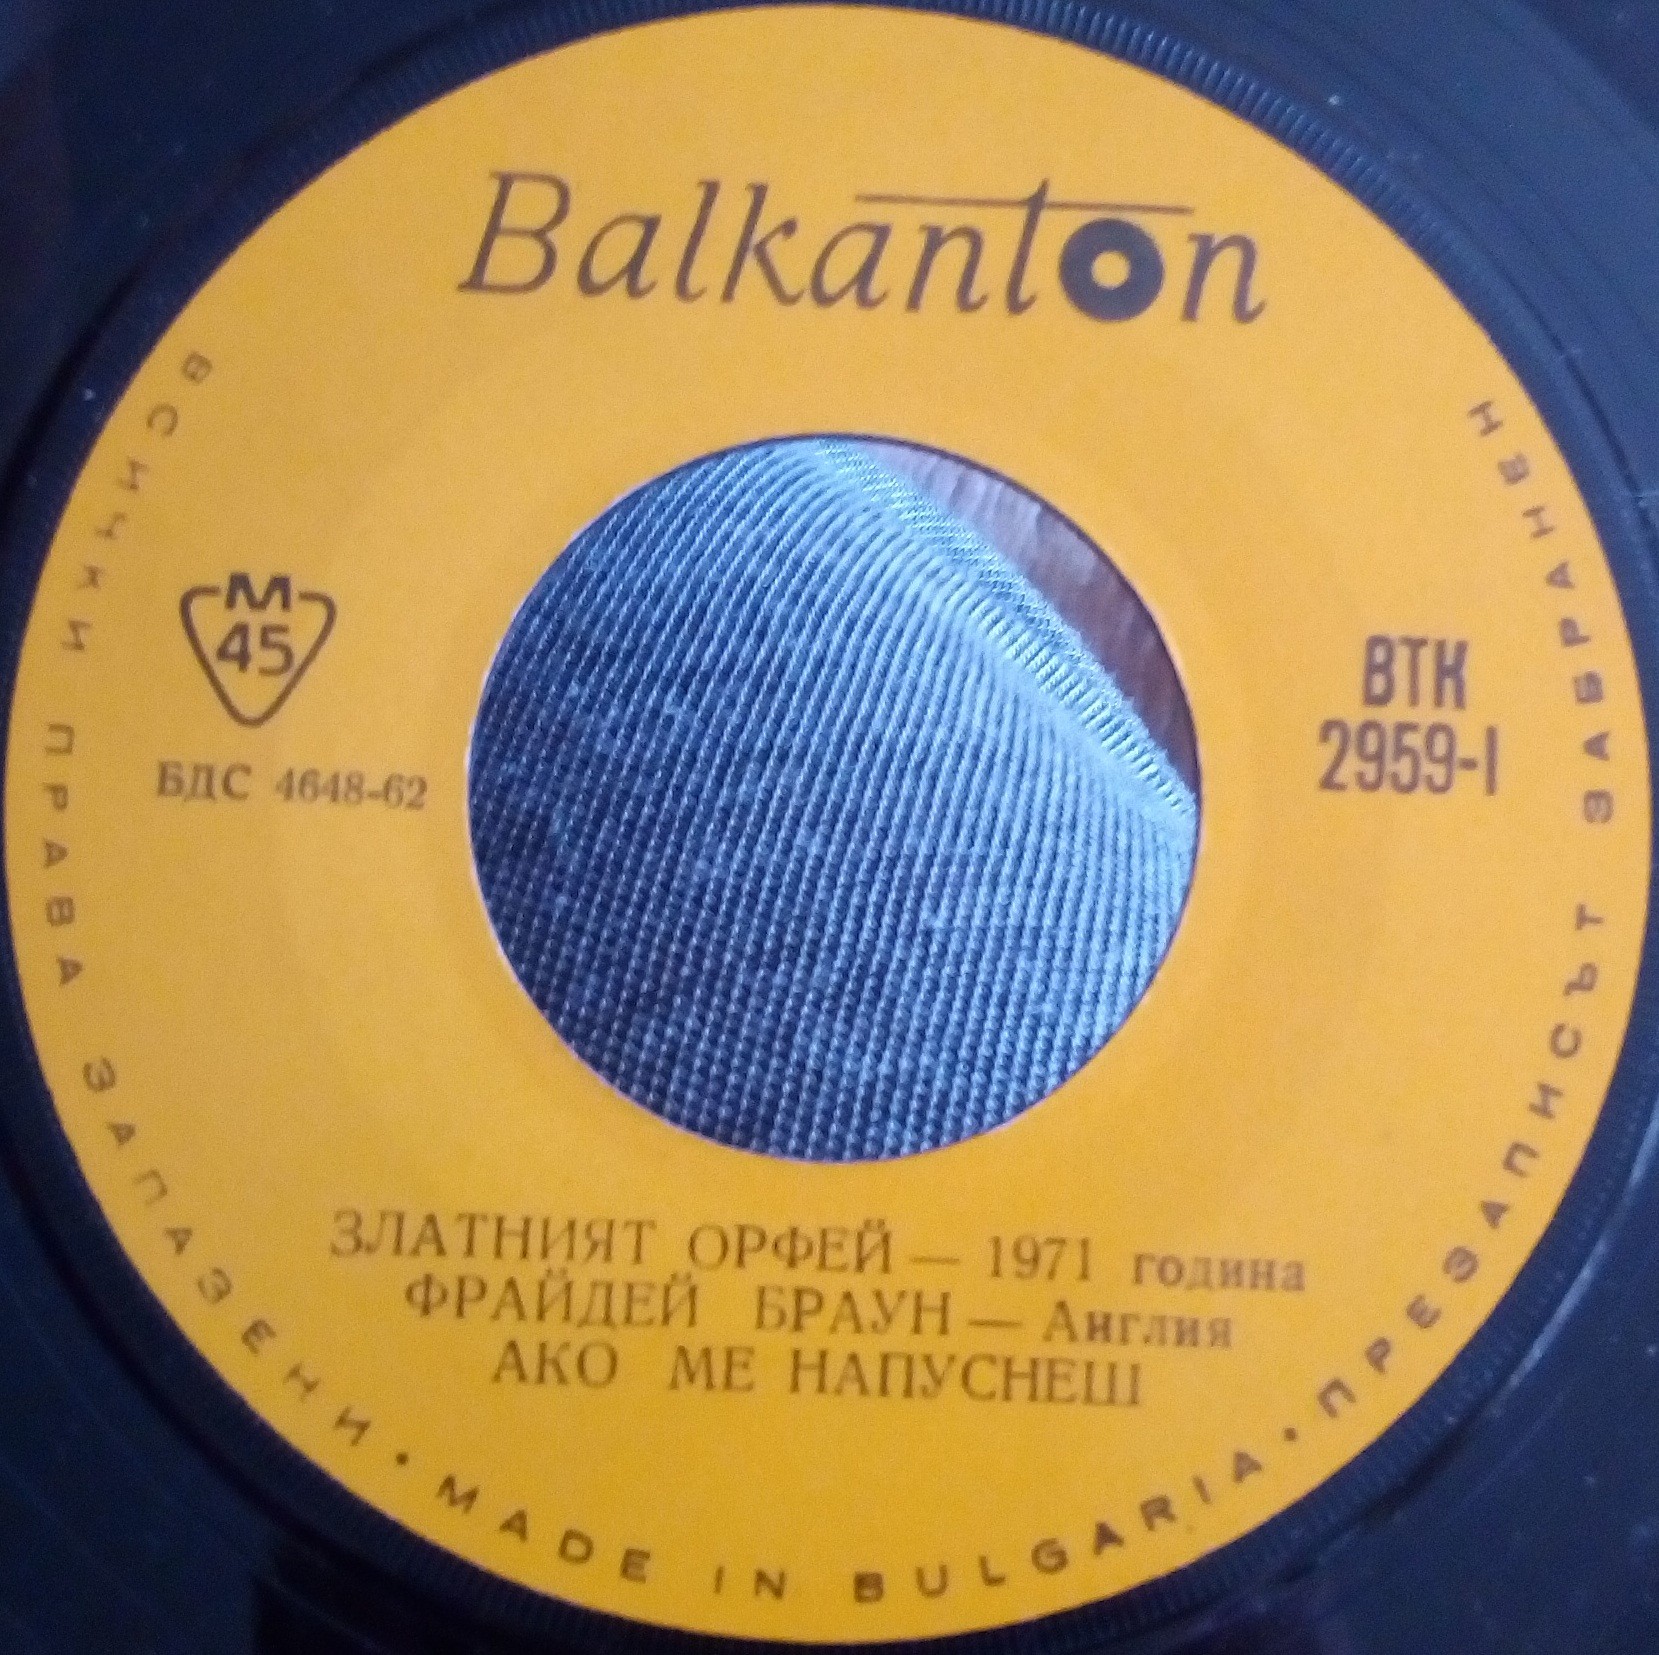 Balkanton
M
45
БДС 4648-62
ВТК
2959-I
ЗЛАТНИЯТ ОРФЕЙ — 1971 година
ФРАЙДЕЙ БРАУН — Англия
АКО МЕ НАПУСНЕШ
ВСИЧКИ ПРАВА ЗАПАЗЕНИ · MADE IN BULGARIA · ПРЕЗАПИСЪТ ЗАБРАНЕН